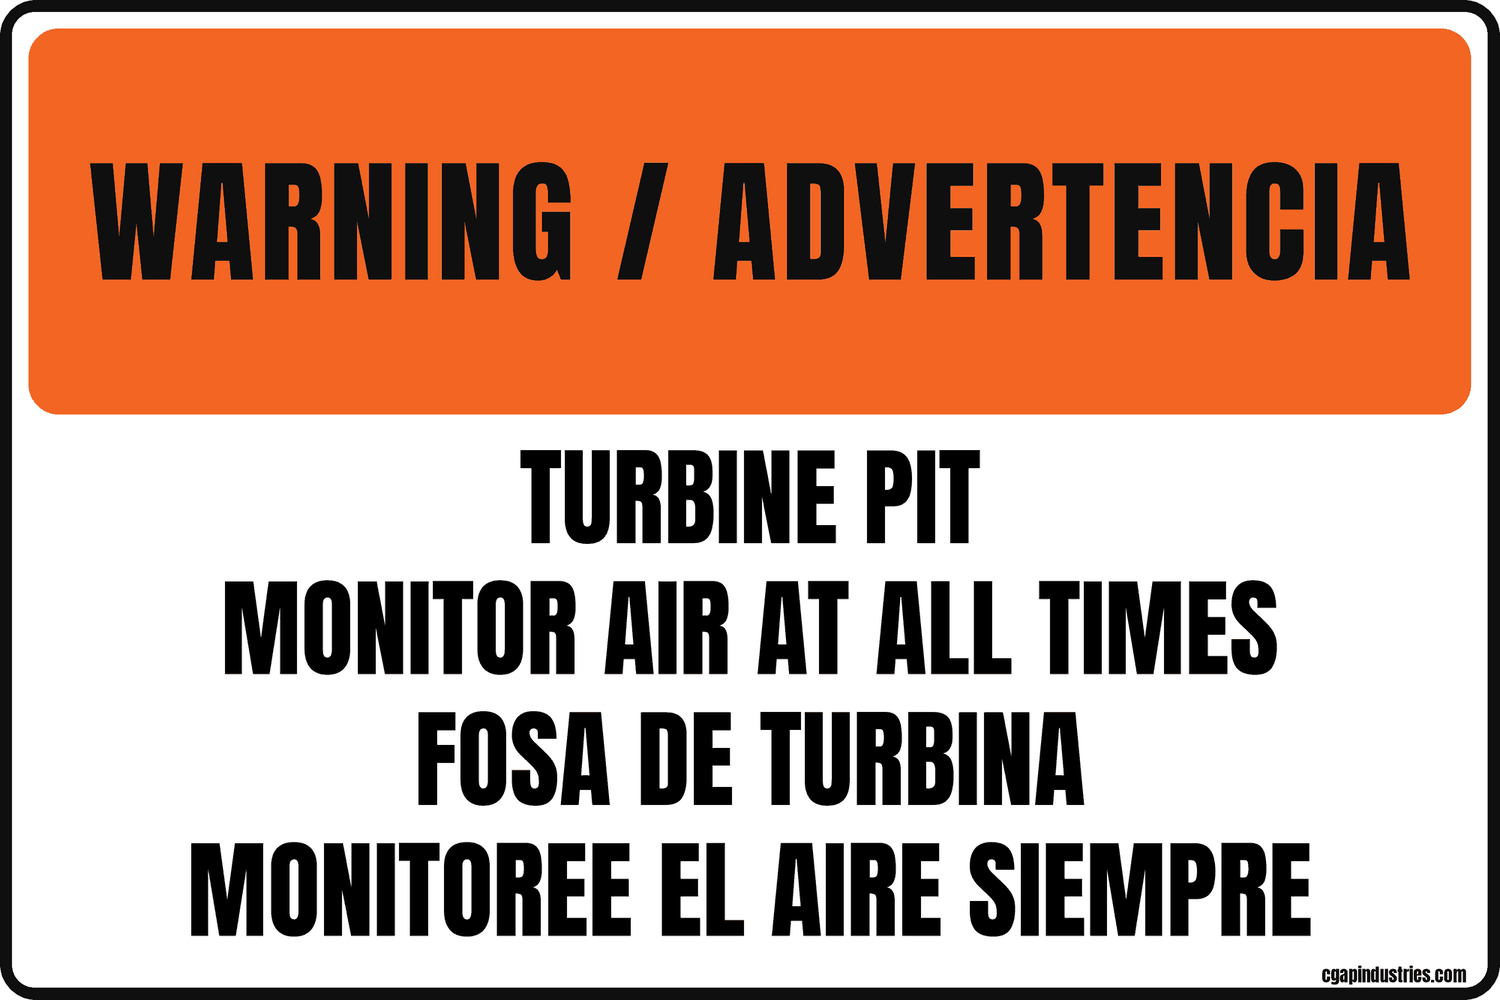 WARNING / ADVERTENCIA
TURBINE PIT
MONITOR AIR AT ALL TIMES
FOSA DE TURBINA
MONITOREE EL AIRE SIEMPRE
cgapindustries.com